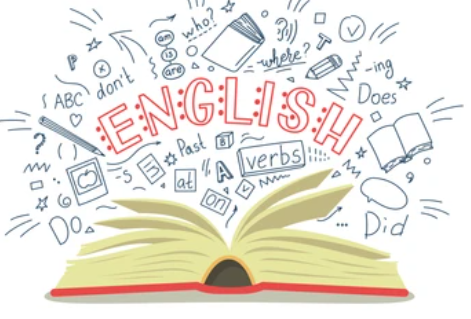 who?
am
is
are
where?
T
P
don't
-ing
ABC
Does
ENGLISH
?
Past
B
verbs
S
at
A
on
Do
...
Did